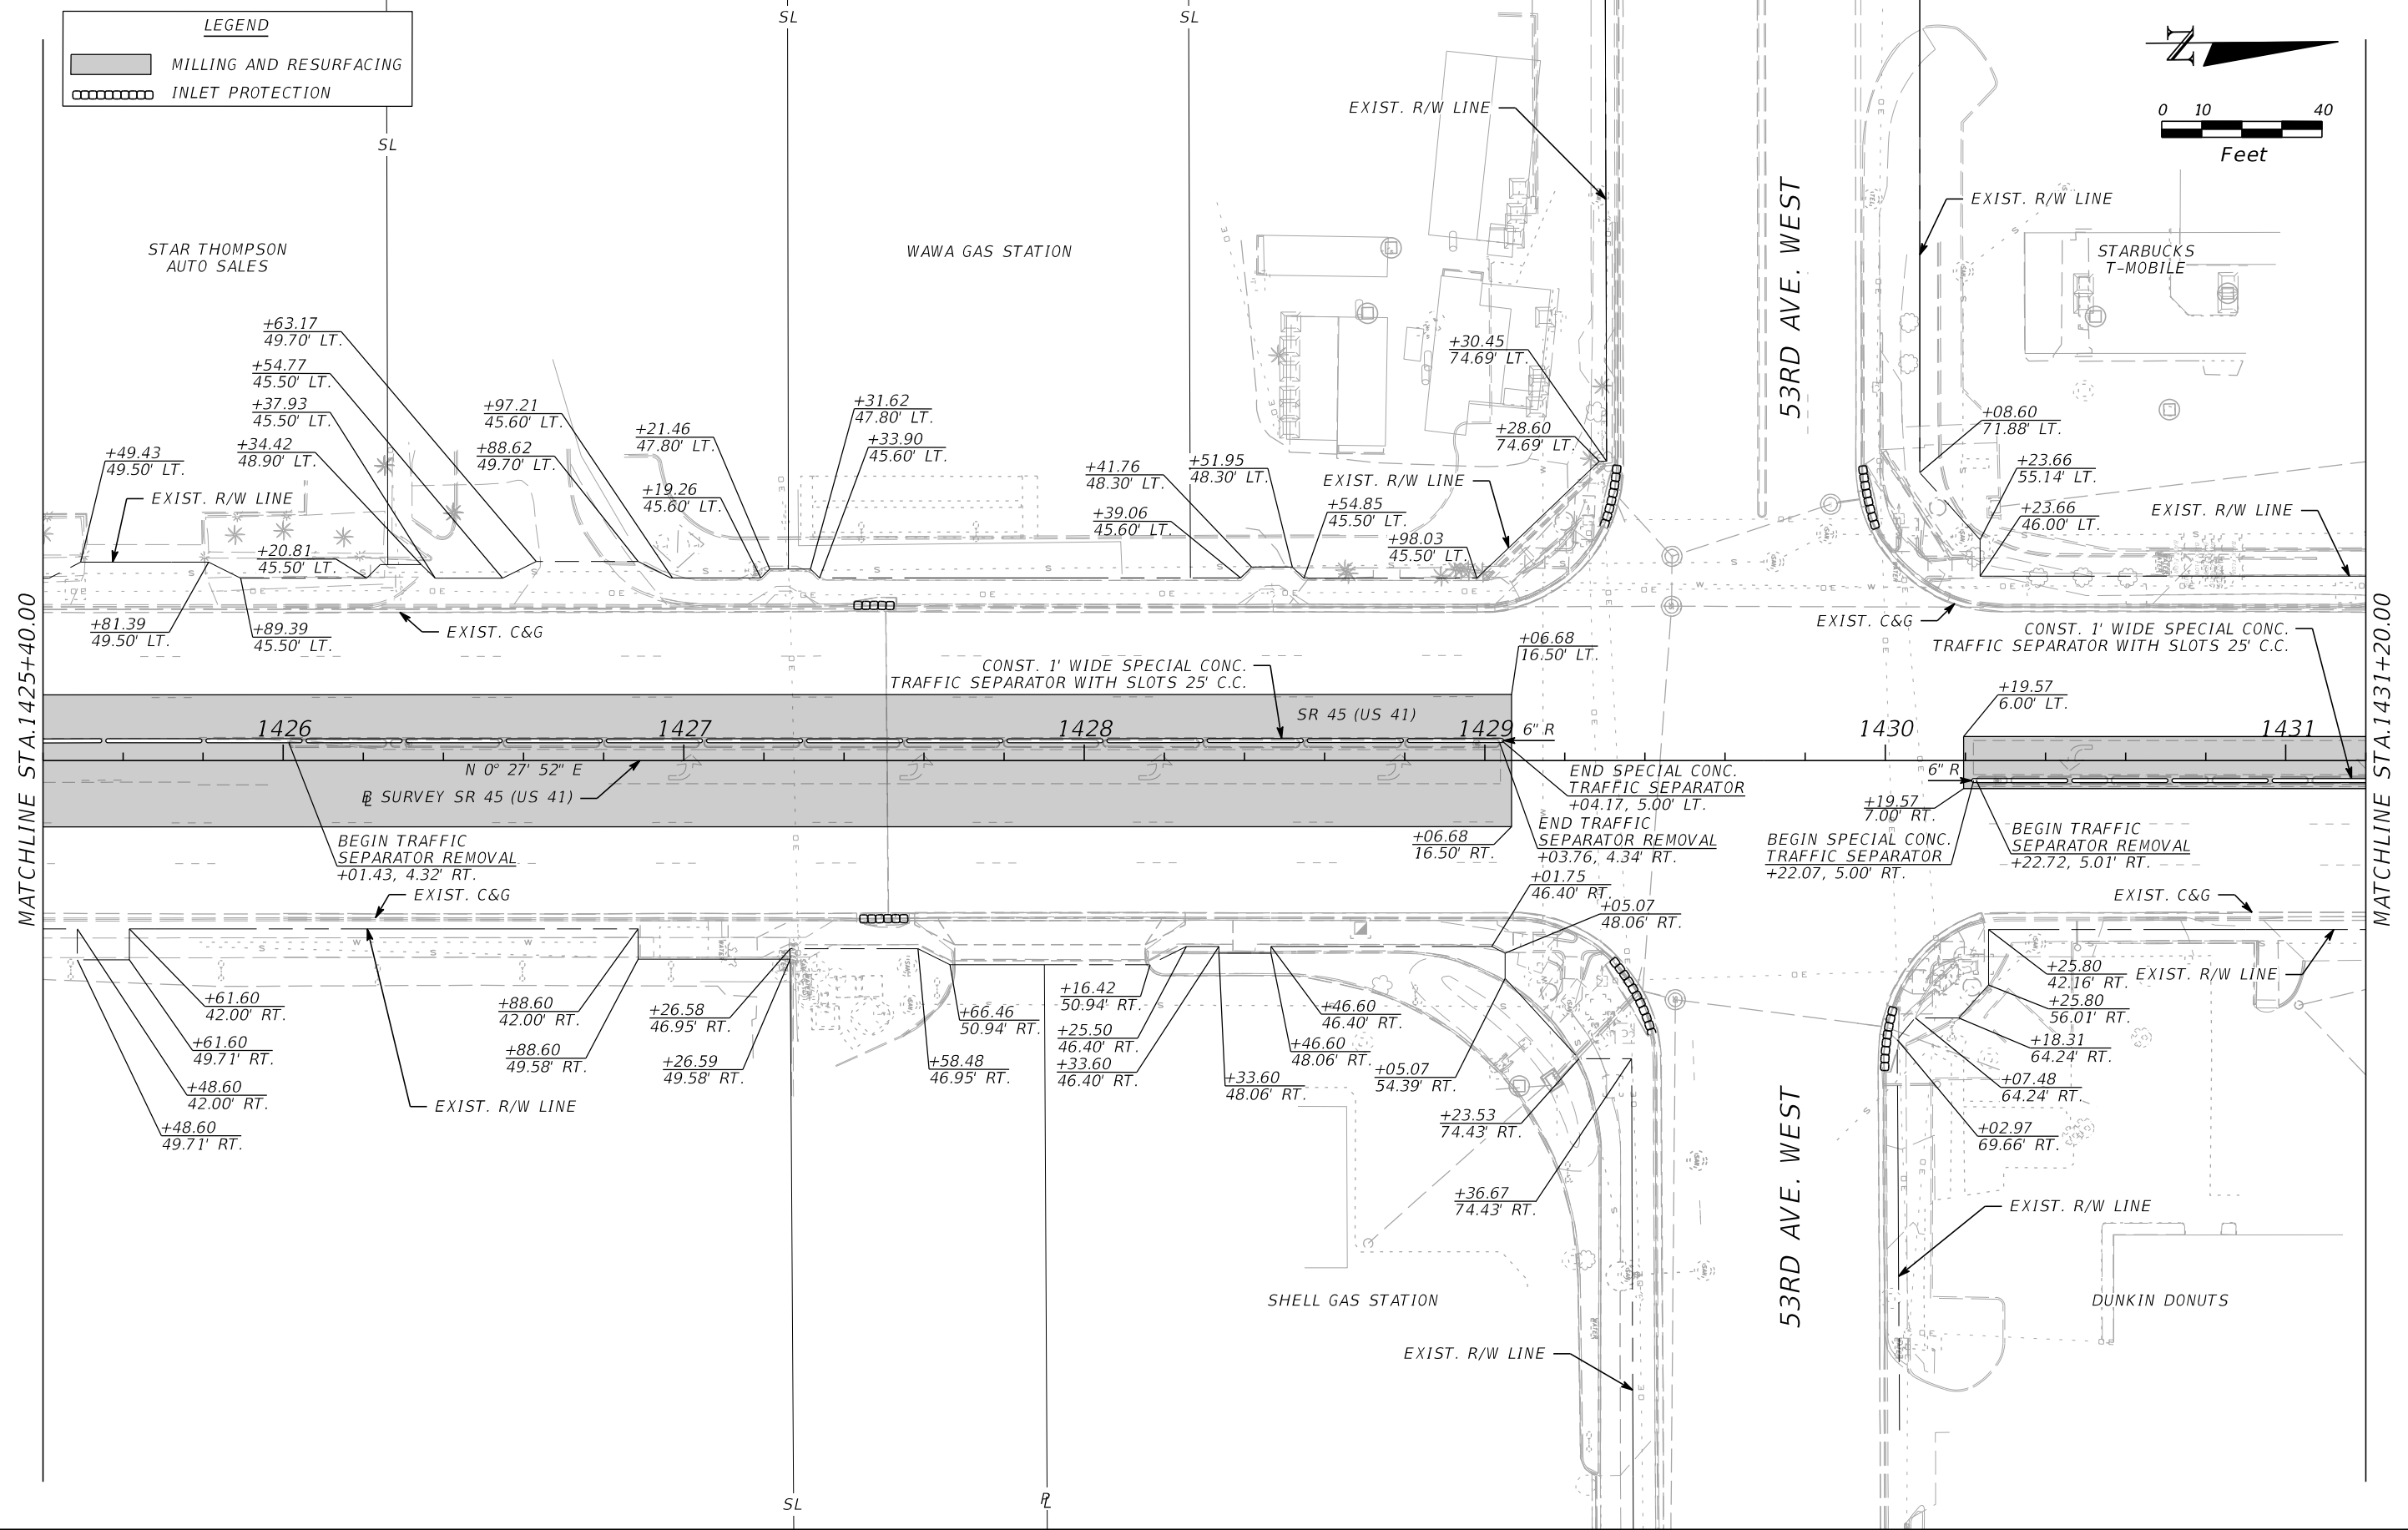 LEGEND
MILLING AND RESURFACING
INLET PROTECTION
SL
SL
SL
N
0 10 40
Feet
EXIST. R/W LINE
53RD AVE. WEST
EXIST. R/W LINE
STAR THOMPSON
AUTO SALES
WAWA GAS STATION
STARBUCKS
T-MOBILE
+63.17
49.70' LT.
+54.77
45.50' LT.
+37.93
45.50' LT.
+34.42
48.90' LT.
+49.43
49.50' LT.
EXIST. R/W LINE
+20.81
45.50' LT.
+81.39
49.50' LT.
+89.39
45.50' LT.
EXIST. C&G
+97.21
45.60' LT.
+88.62
49.70' LT.
+21.46
47.80' LT.
+19.26
45.60' LT.
+31.62
47.80' LT.
+33.90
45.60' LT.
+41.76
48.30' LT.
+39.06
45.60' LT.
+51.95
48.30' LT.
+54.85
45.50' LT.
+98.03
45.50' LT.
EXIST. R/W LINE
+30.45
74.69' LT.
+28.60
74.69' LT.
+08.60
71.88' LT.
+23.66
55.14' LT.
+23.66
46.00' LT.
EXIST. R/W LINE
EXIST. C&G
CONST. 1' WIDE SPECIAL CONC.
TRAFFIC SEPARATOR WITH SLOTS 25' C.C.
+06.68
16.50' LT.
CONST. 1' WIDE SPECIAL CONC.
TRAFFIC SEPARATOR WITH SLOTS 25' C.C.
+19.57
6.00' LT.
MATCHLINE STA.1425+40.00
MATCHLINE STA.1431+20.00
SR 45 (US 41)
1426 1427 1428 1429 1430 1431
6" R
6" R
N 0° 27' 52" E
BL SURVEY SR 45 (US 41)
BEGIN TRAFFIC
SEPARATOR REMOVAL
+01.43, 4.32' RT.
END SPECIAL CONC.
TRAFFIC SEPARATOR
+04.17, 5.00' LT.
END TRAFFIC
SEPARATOR REMOVAL
+03.76, 4.34' RT.
+06.68
16.50' RT.
+19.57
7.00' RT.
BEGIN SPECIAL CONC.
TRAFFIC SEPARATOR
+22.07, 5.00' RT.
BEGIN TRAFFIC
SEPARATOR REMOVAL
+22.72, 5.01' RT.
EXIST. C&G
EXIST. C&G
+61.60
42.00' RT.
+61.60
49.71' RT.
+48.60
42.00' RT.
+48.60
49.71' RT.
EXIST. R/W LINE
+88.60
42.00' RT.
+88.60
49.58' RT.
+26.58
46.95' RT.
+26.59
49.58' RT.
+66.46
50.94' RT.
+58.48
46.95' RT.
+16.42
50.94' RT.
+25.50
46.40' RT.
+33.60
46.40' RT.
+33.60
48.06' RT.
+46.60
46.40' RT.
+46.60
48.06' RT.
+01.75
46.40' RT.
+05.07
48.06' RT.
+05.07
54.39' RT.
+23.53
74.43' RT.
+36.67
74.43' RT.
+25.80
42.16' RT.
EXIST. R/W LINE
+25.80
56.01' RT.
+18.31
64.24' RT.
+07.48
64.24' RT.
+02.97
69.66' RT.
53RD AVE. WEST
EXIST. R/W LINE
SHELL GAS STATION
DUNKIN DONUTS
EXIST. R/W LINE
SL
PL